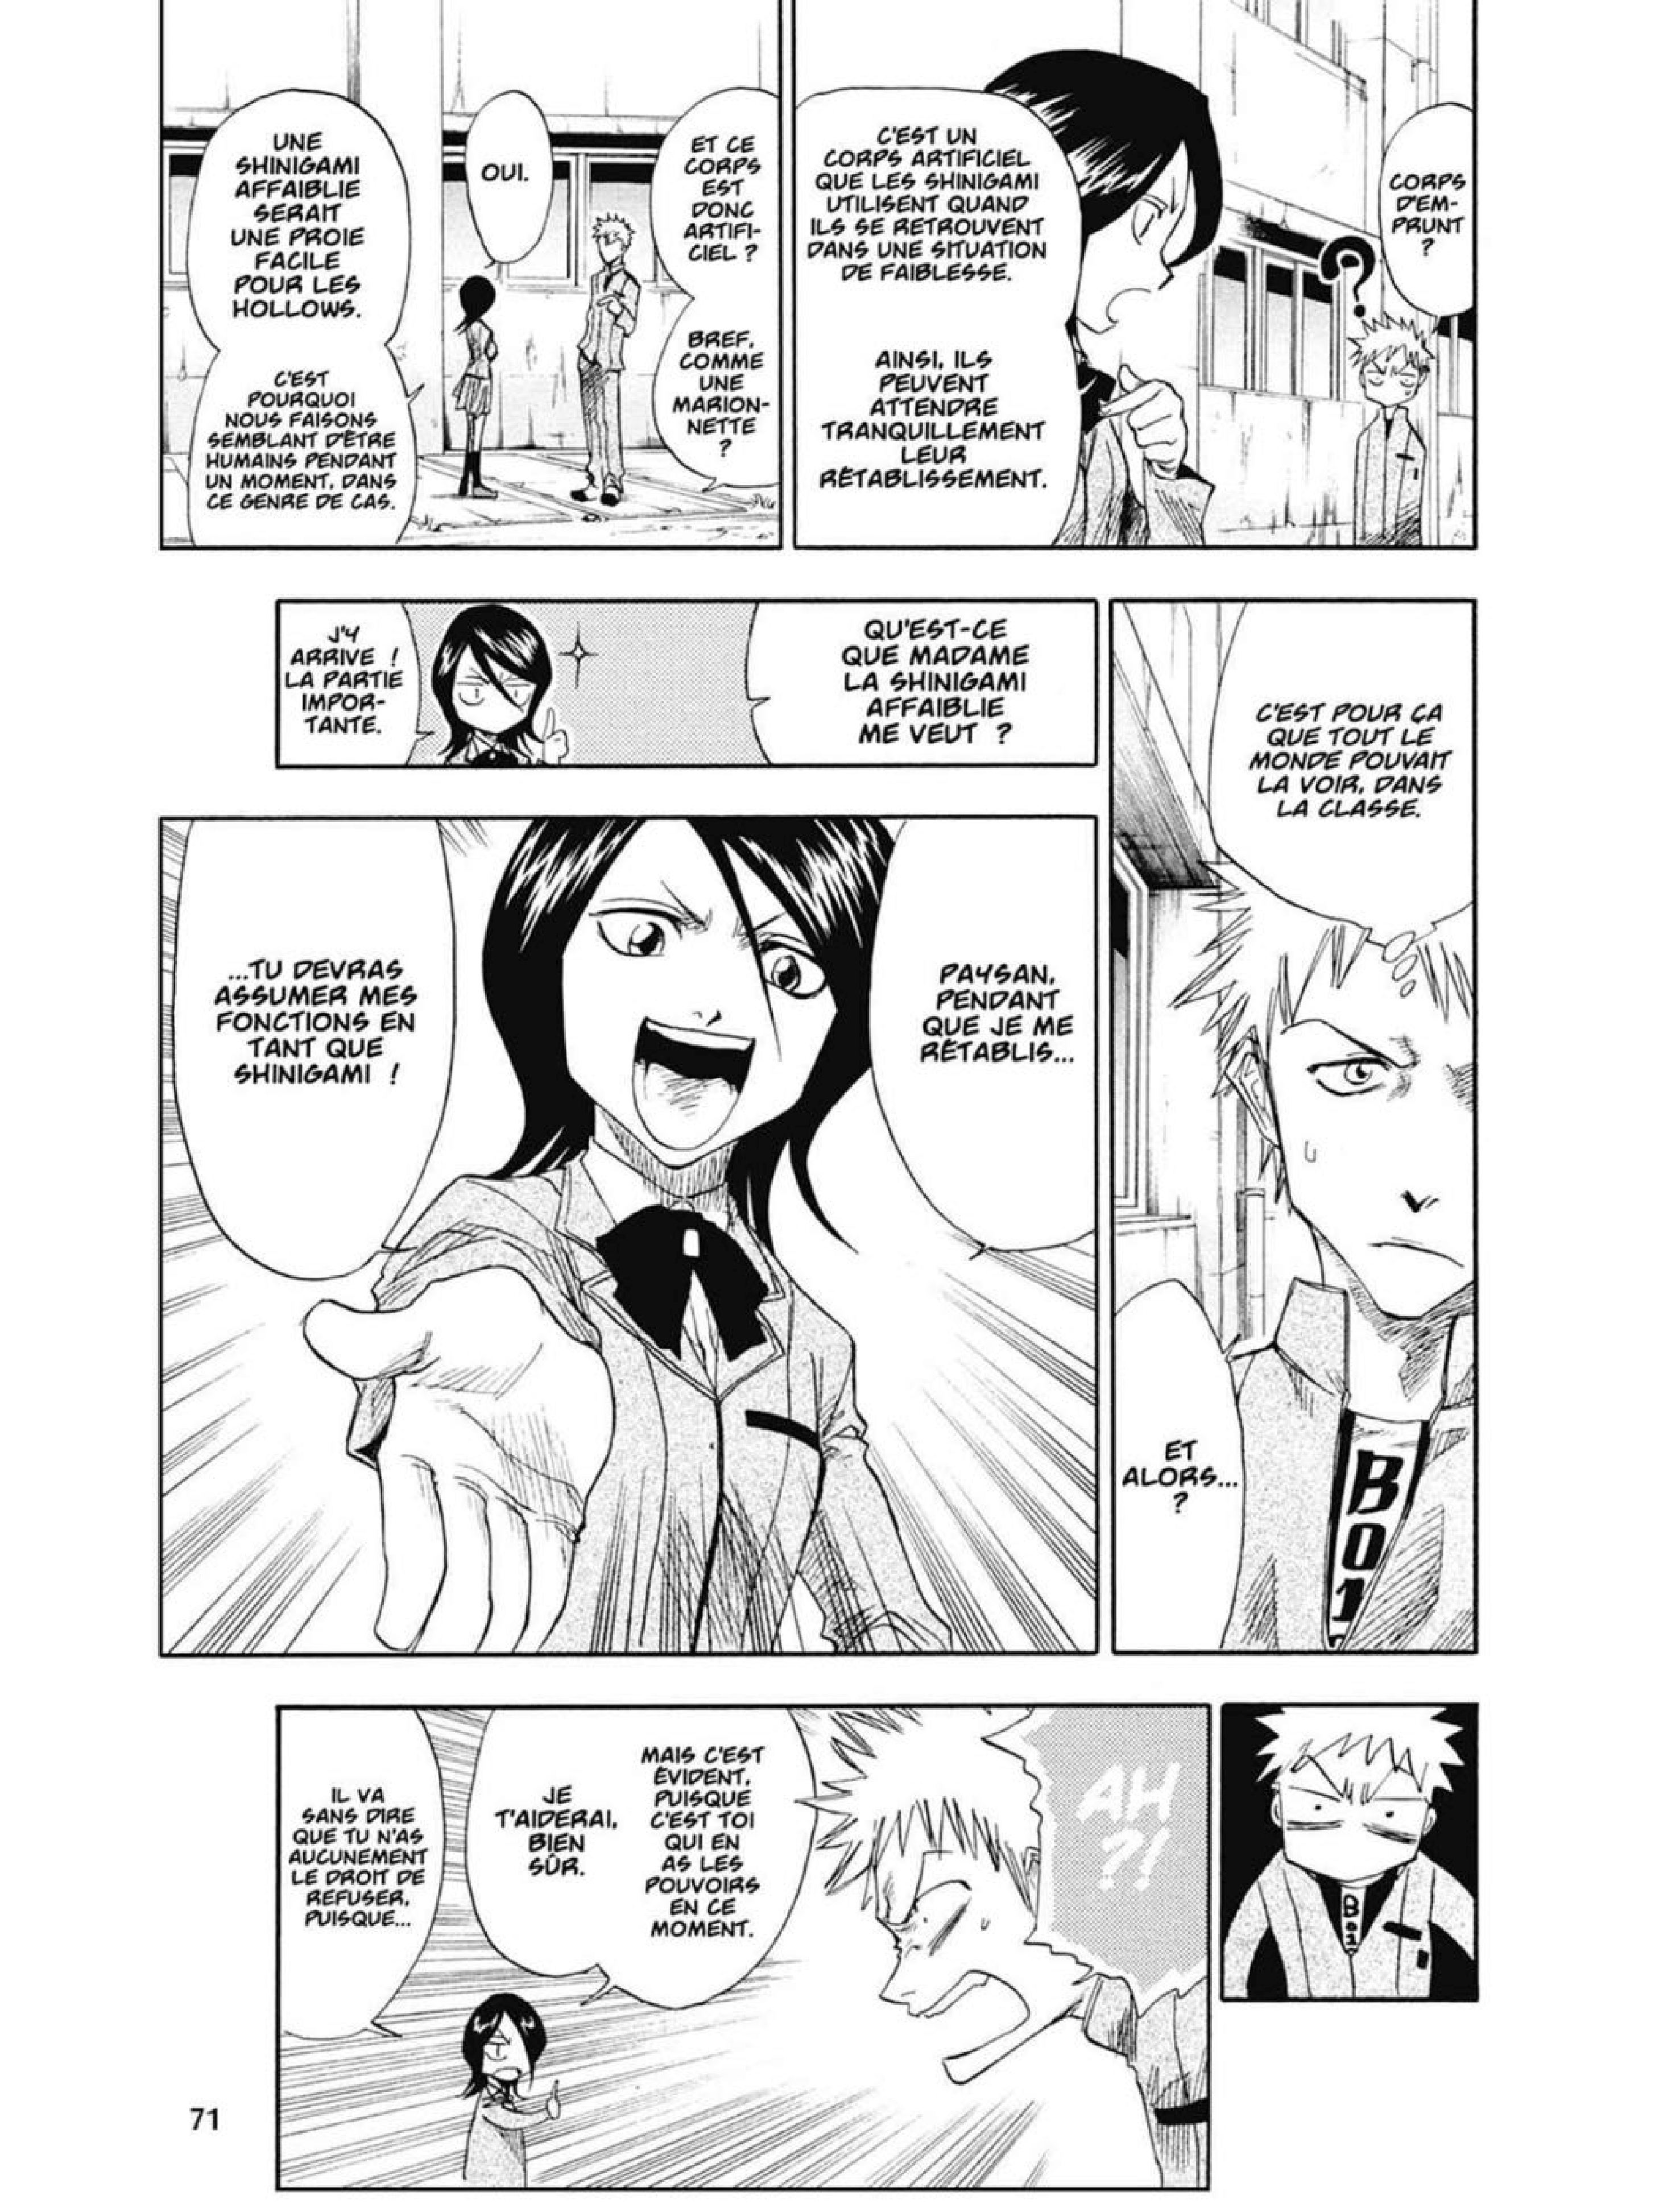 CORPS
D'EM-
PRUNT
?
C'EST UN
CORPS ARTIFICIEL
QUE LES SHINIGAMI
UTILISENT QUAND
ILS SE RETROUVENT
DANS UNE SITUATION
DE FAIBLESSE.
AINSI, ILS
PEUVENT
ATTENDRE
TRANQUILLEMENT
LEUR
RÉTABLISSEMENT.
?
ET CE
CORPS
EST
DONC
ARTIFI-
CIEL ?
BREF,
COMME
UNE
MARION-
NETTE
?
OUI.
UNE
SHINIGAMI
AFFAIBLIE
SERAIT
UNE PROIE
FACILE
POUR LES
HOLLOWS.
C'EST
POURQUOI
NOUS FAISONS
SEMBLANT D'ÊTRE
HUMAINS PENDANT
UN MOMENT, DANS
CE GENRE DE CAS.
C'EST POUR ÇA
QUE TOUT LE
MONDE POUVAIT
LA VOIR, DANS
LA CLASSE.
ET
ALORS...
?
BO1
QU'EST-CE
QUE MADAME
LA SHINIGAMI
AFFAIBLIE
ME VEUT ?
J'Y
ARRIVE !
LA PARTIE
IMPOR-
TANTE.
PAYSAN,
PENDANT
QUE JE ME
RÉTABLIS...
...TU DEVRAS
ASSUMER MES
FONCTIONS EN
TANT QUE
SHINIGAMI !
BO1
AH
?!
MAIS C'EST
ÉVIDENT,
PUISQUE
C'EST TOI
QUI EN
AS LES
POUVOIRS
EN CE
MOMENT.
JE
T'AIDERAI,
BIEN
SÛR.
IL VA
SANS DIRE
QUE TU N'AS
AUCUNEMENT
LE DROIT DE
REFUSER,
PUISQUE...
71